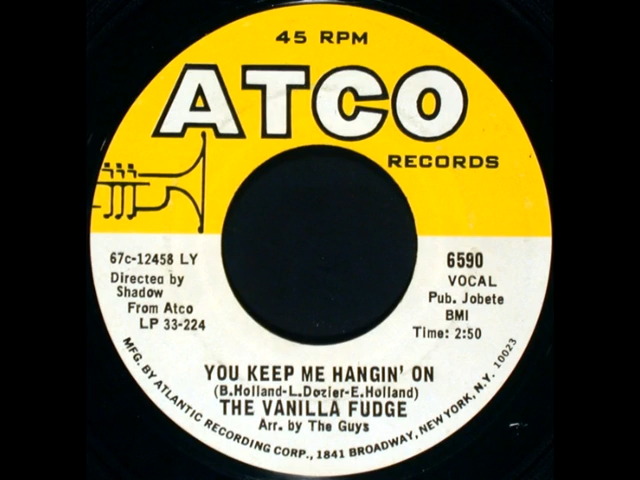 45 RPM
ATCO
RECORDS
67c-12458 LY
Directed by
Shadow
From Atco
LP 33-224
6590
VOCAL
Pub. Jobete
BMI
Time: 2:50
YOU KEEP ME HANGIN' ON
(B.Holland-L.Dozier-E.Holland)
THE VANILLA FUDGE
Arr. by The Guys
MFG. BY ATLANTIC RECORDING CORP., 1841 BROADWAY, NEW YORK, N.Y. 10023